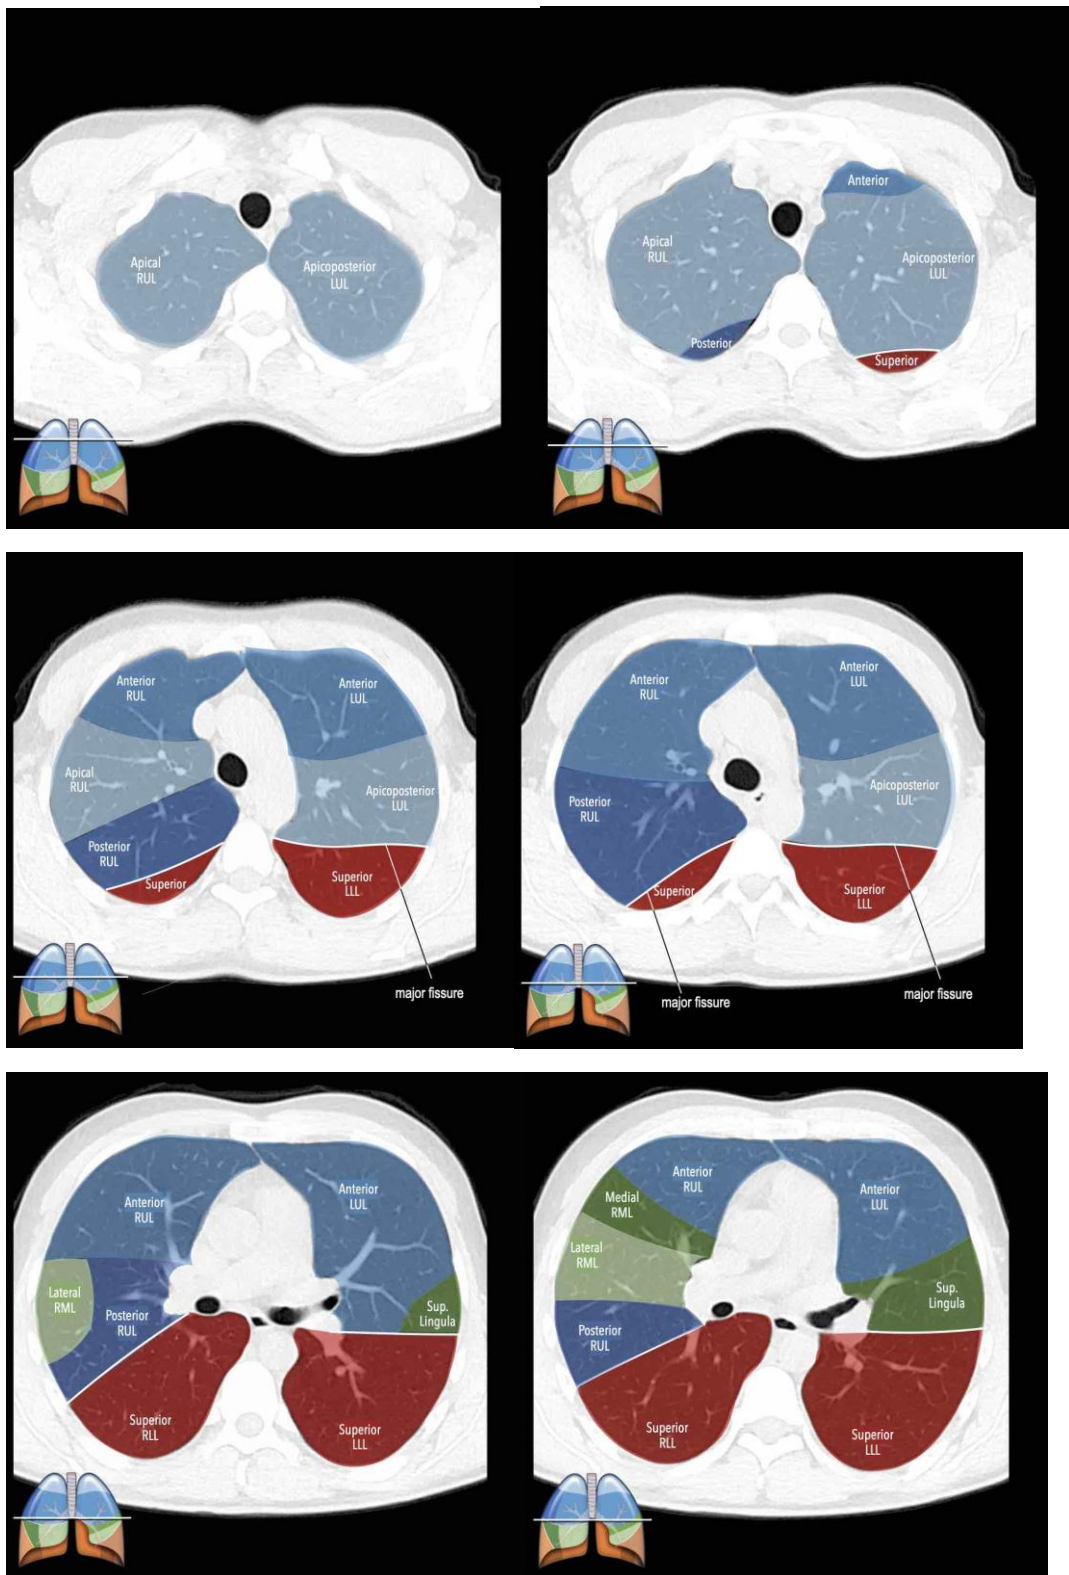 Apical
RUL
Apicoposterior
LUL
Anterior
Apical
RUL
Apicoposterior
LUL
Posterior
Superior
Anterior
RUL
Anterior
LUL
Apical
RUL
Apicoposterior
LUL
Posterior
RUL
Superior
Superior
LLL
major fissure
Anterior
RUL
Anterior
LUL
Posterior
RUL
Apicoposterior
LUL
Superior
Superior
LLL
major fissure
major fissure
Anterior
RUL
Anterior
LUL
Lateral
RML
Posterior
RUL
Sup.
Lingula
Superior
RLL
Superior
LLL
Anterior
RUL
Medial
RML
Anterior
LUL
Lateral
RML
Sup.
Lingula
Posterior
RUL
Superior
RLL
Superior
LLL